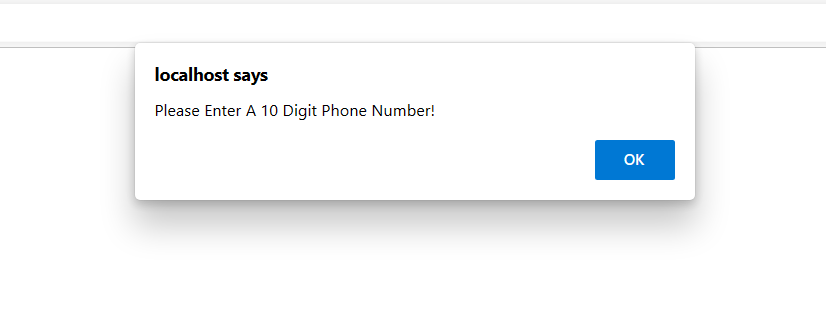 localhost says
Please Enter A 10 Digit Phone Number!
OK